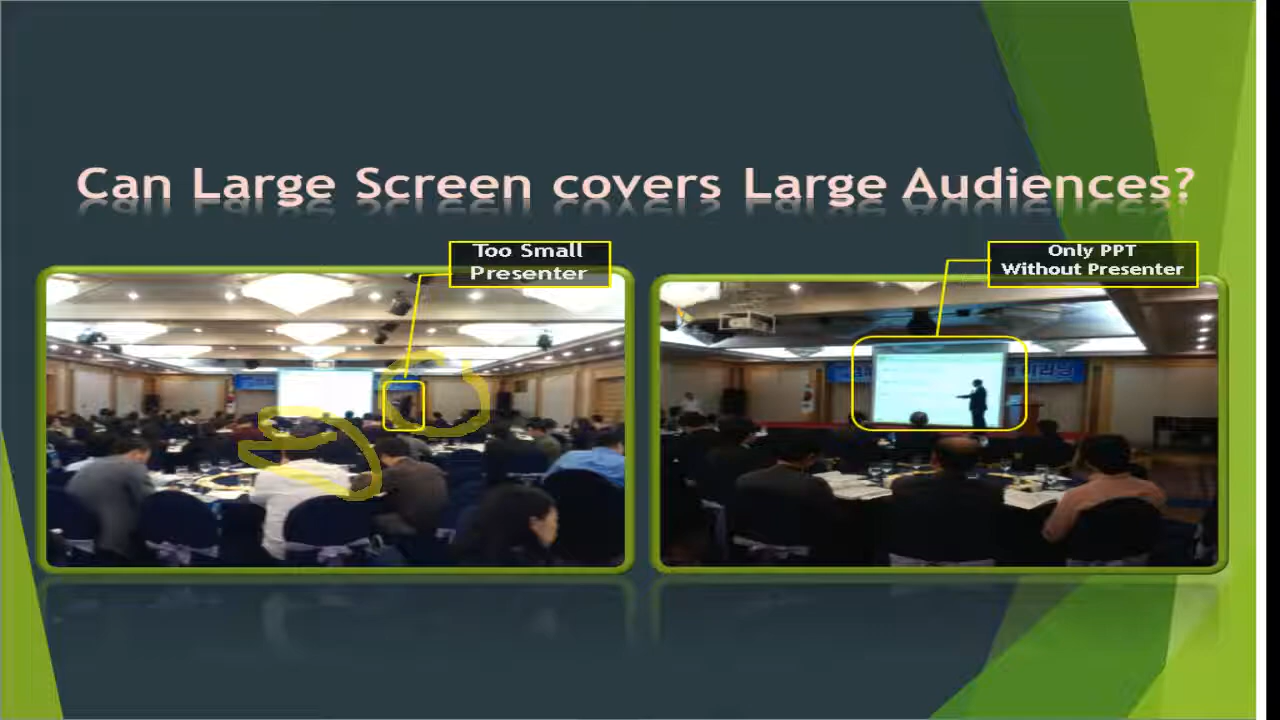 Can Large Screen covers Large Audiences?
Too Small
Presenter
Only PPT
Without Presenter